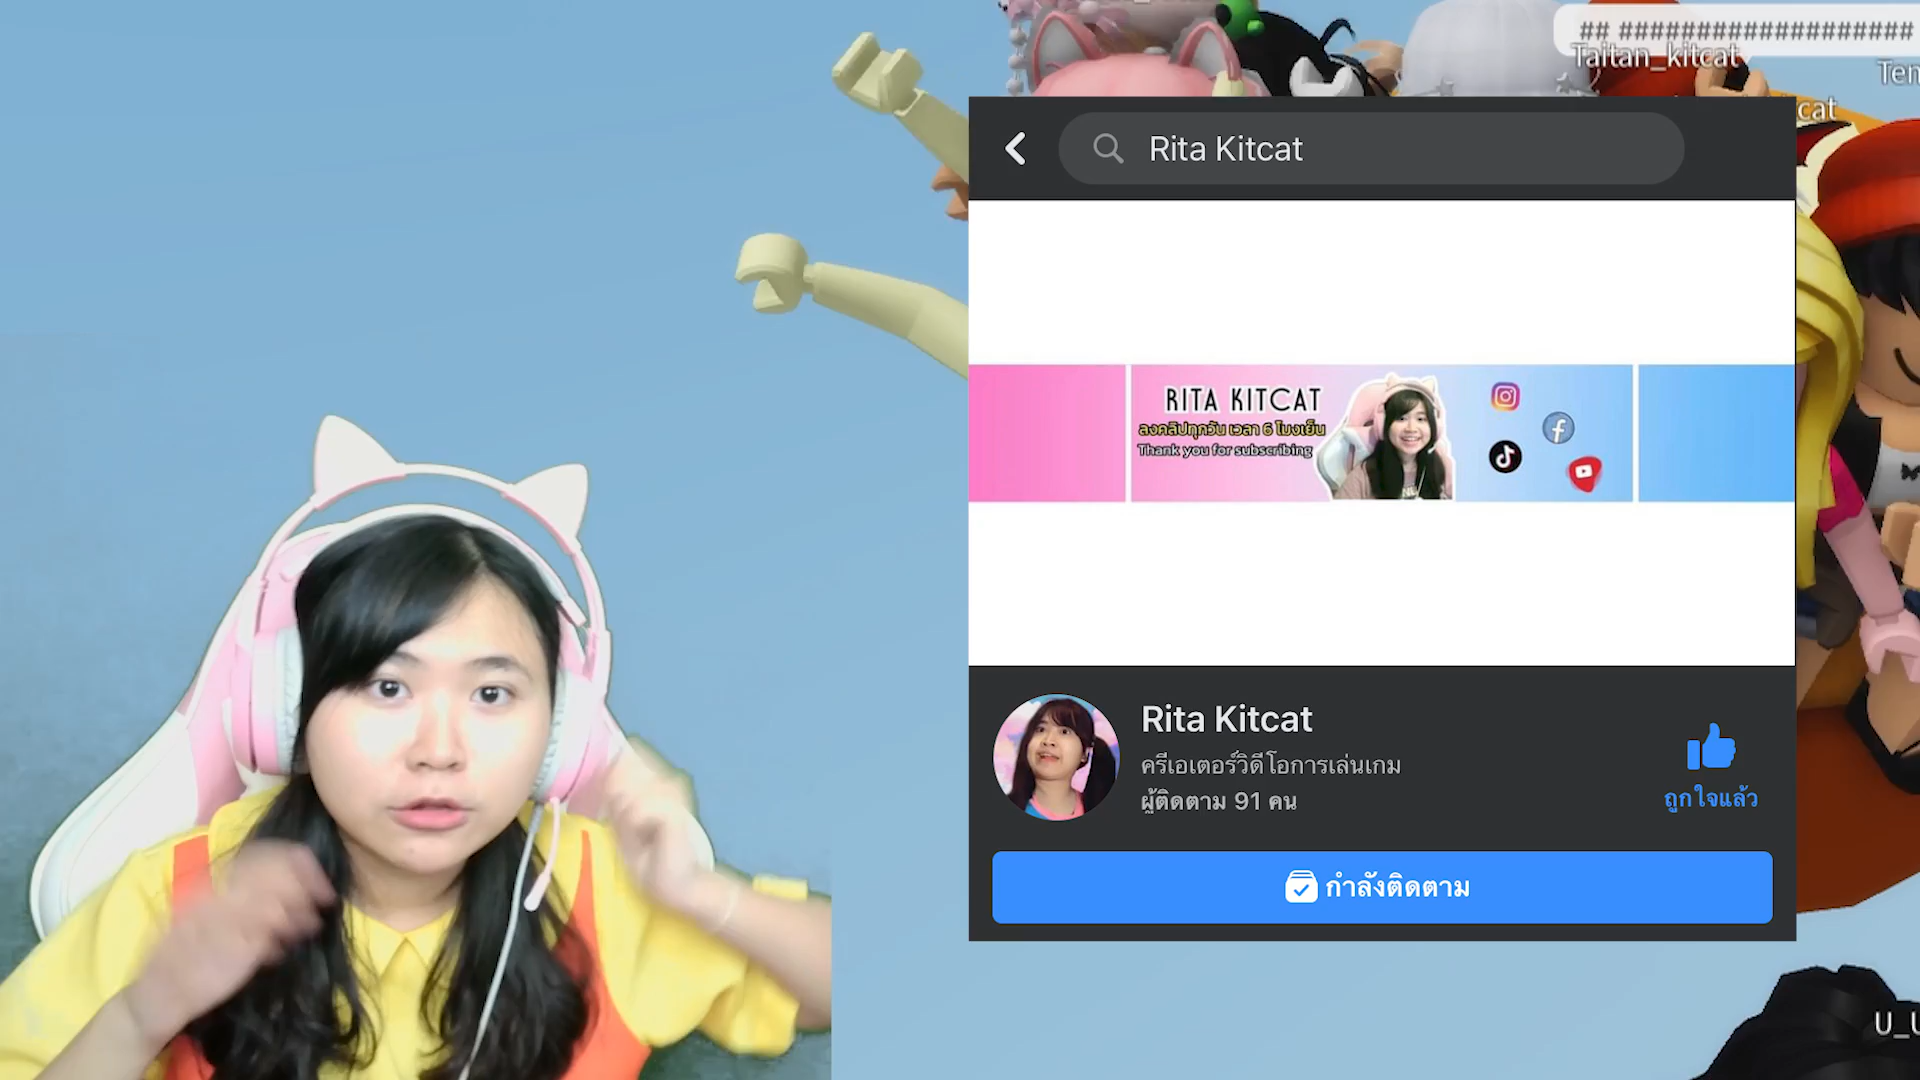 ## ###################
Taitan_kitcat
cat
Rita Kitcat
RITA KITCAT
ลงคลิปทุกวัน เวลา 6 โมงเย็น
Thank you for subscribing
Rita Kitcat
ครีเอเตอร์วิดีโอการเล่นเกม
ผู้ติดตาม 91 คน
ถูกใจแล้ว
กำลังติดตาม